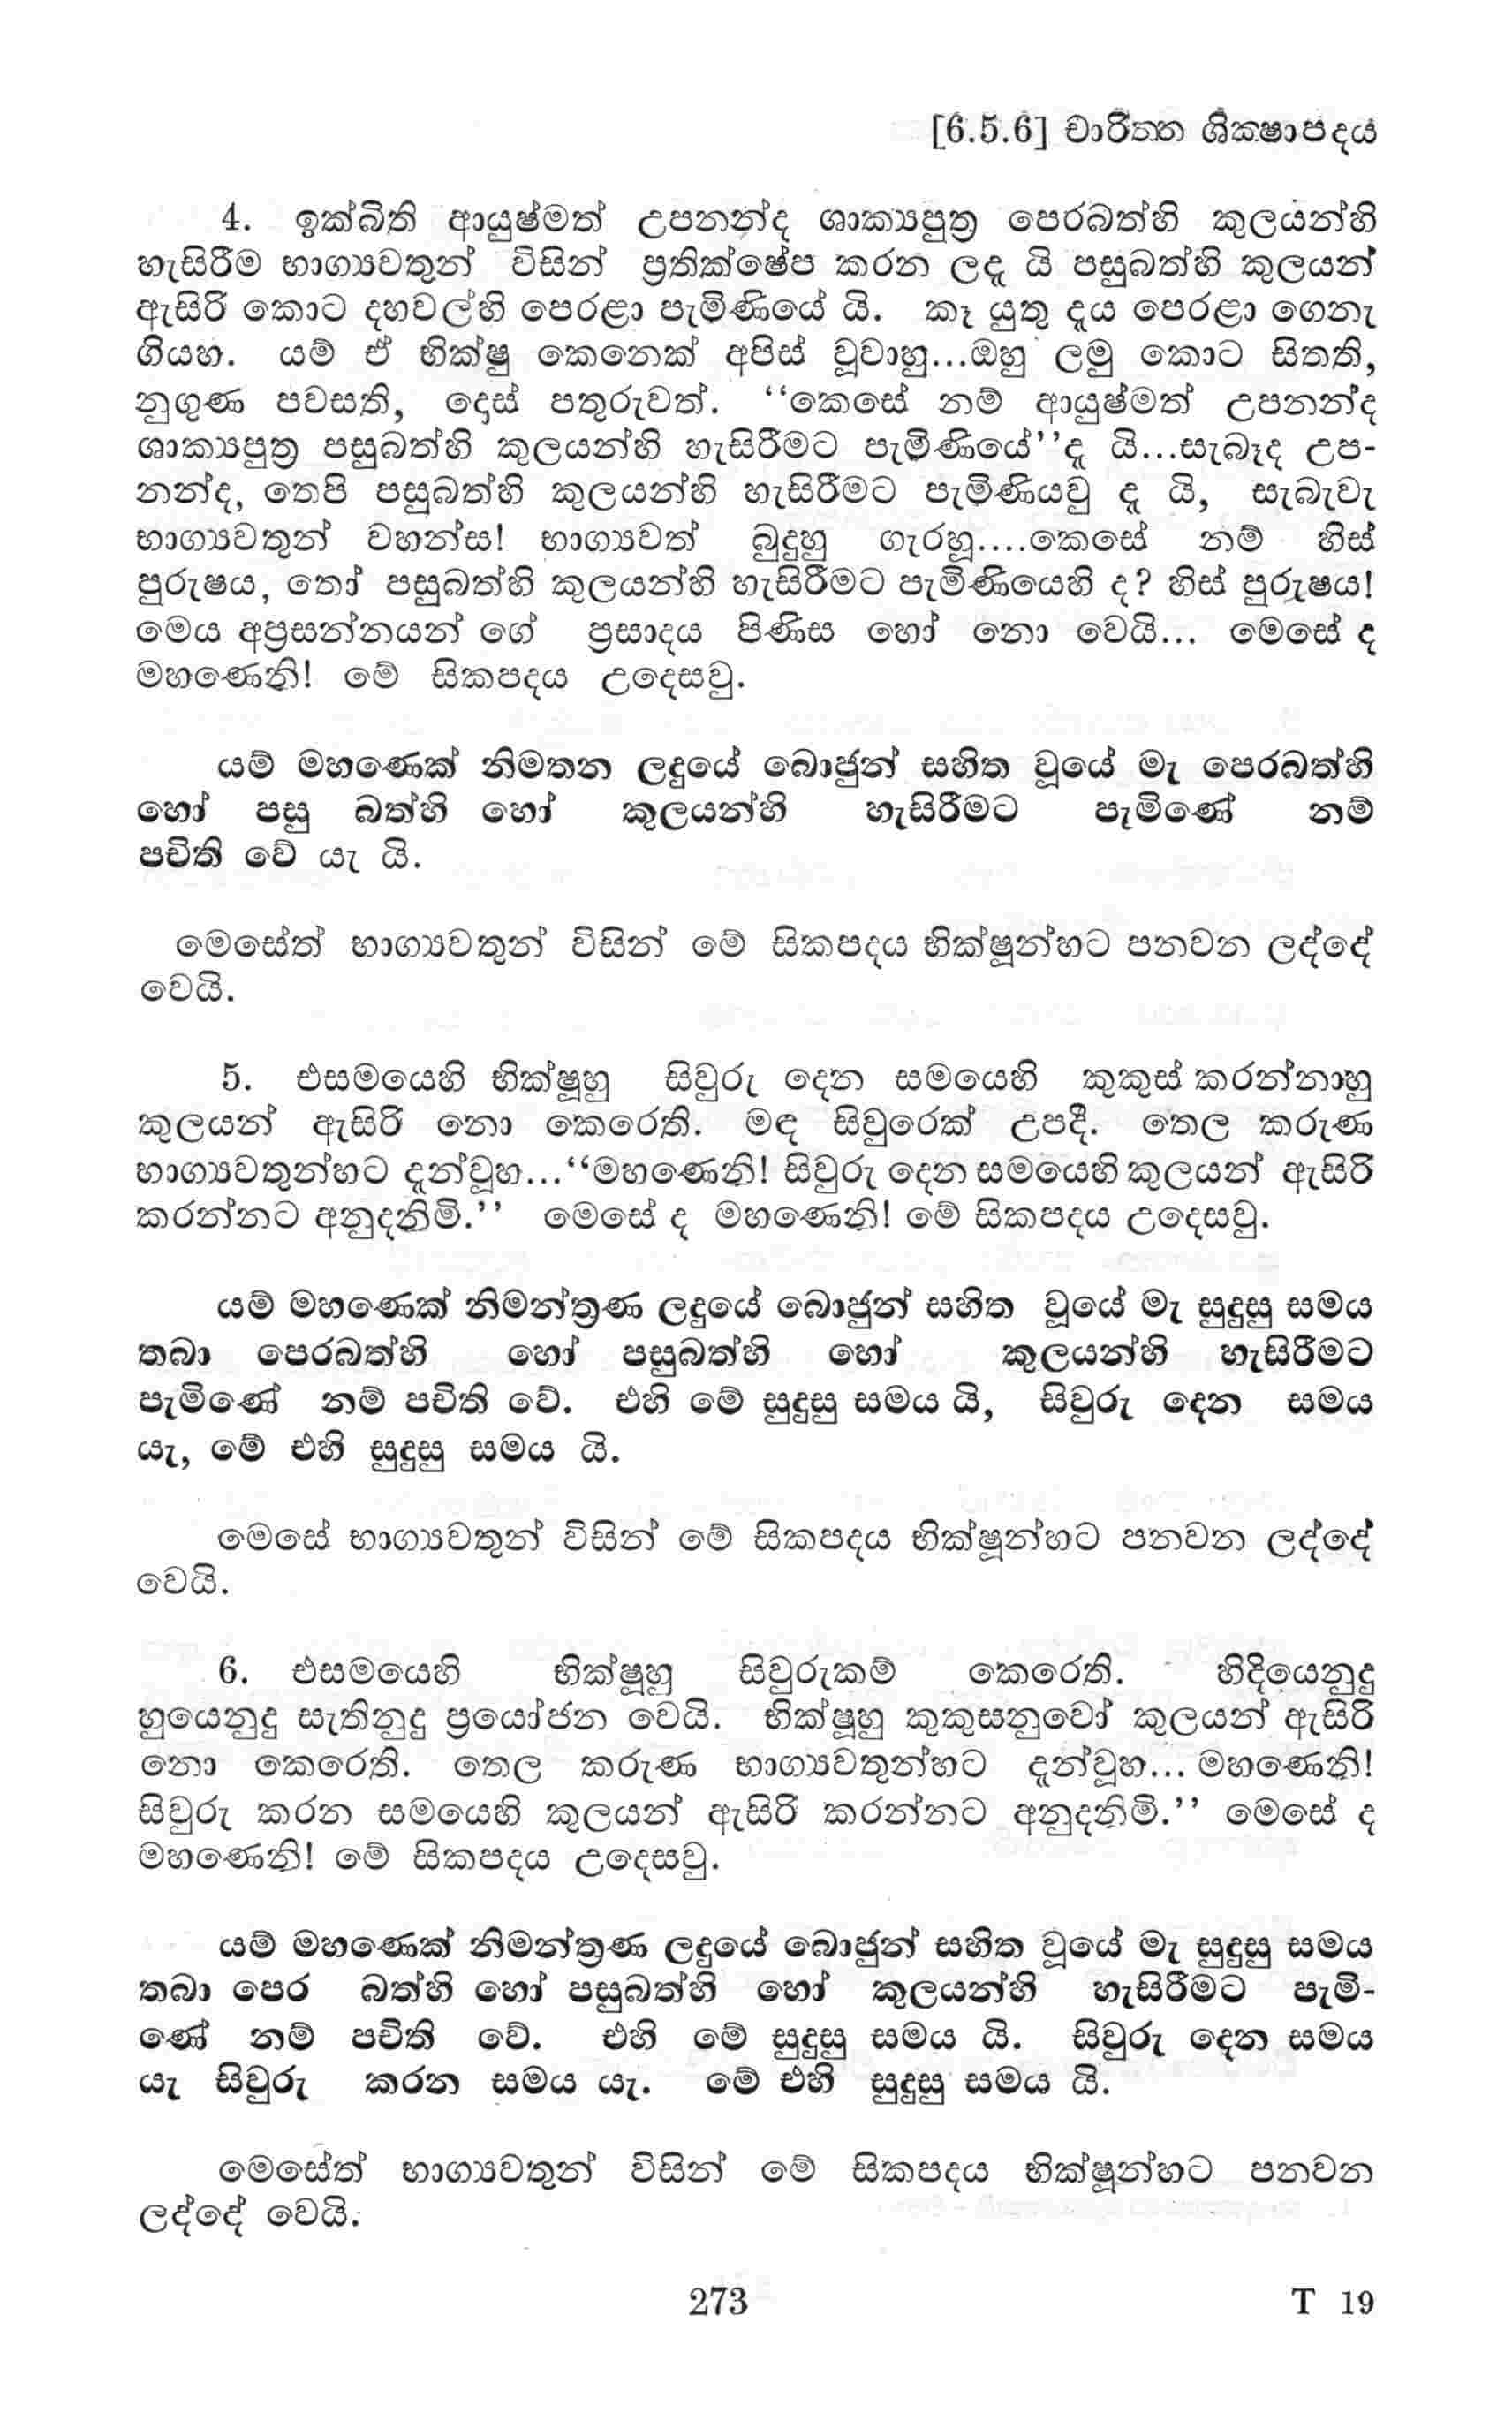 [6.5.6] චාරිත්ත ශික්ෂාපදය
4. ඉක්බිති ආයුෂ්මත් උපනන්ද ශාක්‍යපුත්‍ර පෙරබත්හි කුලයන්හි
හැසිරීම භාග්‍යවතුන් විසින් ප්‍රතික්ෂේප කරන ලදැ යි පසුබත්හි කුලයන්
ඇසිරි කොට දහවල්හි පෙරළා පැමිණියේ යි. කෑ යුතු දැය පෙරළා ගෙනැ
ගියහ. යම් ඒ භික්ෂු කෙනෙක් අපිස් වූවාහු...ඔහු ලමු කොට සිතති,
නුගුණ පවසති, දොස් පතුරුවත්. ‘‘කෙසේ නම් ආයුෂ්මත් උපනන්ද
ශාක්‍යපුත්‍ර පසුබත්හි කුලයන්හි හැසිරීමට පැමිණියේ’’දැ යි...සැබෑද උප-
නන්ද, තෙපි පසුබත්හි කුලයන්හි හැසිරීමට පැමිණියවු දැ යි, සැබැවැ
භාග්‍යවතුන් වහන්ස! භාග්‍යවත් බුදුහු ගැරහූ....කෙසේ නම් හිස්
පුරුෂය, තෝ පසුබත්හි කුලයන්හි හැසිරීමට පැමිණියෙහි ද? හිස් පුරුෂය!
මෙය අප්‍රසන්නයන් ගේ ප්‍රසාදය පිණිස හෝ නො වෙයි... මෙසේ ද
මහණෙනි! මේ සිකපදය උදෙසවු.
යම් මහණෙක් නිමතන ලදුයේ බොජුන් සහිත වූයේ මැ පෙරබත්හි
හෝ පසු බත්හි හෝ කුලයන්හි හැසිරීමට පැමිණේ නම්
පචිති වේ යැ යි.
මෙසේත් භාග්‍යවතුන් විසින් මේ සිකපදය භික්ෂූන්හට පනවන ලද්දේ
වෙයි.
5. එසමයෙහි භික්ෂූහු සිවුරු දෙන සමයෙහි කුකුස් කරන්නාහු
කුලයන් ඇසිරි නො කෙරෙති. මඳ සිවුරෙක් උපදී. තෙල කරුණ
භාග්‍යවතුන්හට දැන්වූහ...‘‘මහණෙනි! සිවුරු දෙන සමයෙහි කුලයන් ඇසිරි
කරන්නට අනුදනිමි.’’ මෙසේ ද මහණෙනි! මේ සිකපදය උදෙසවු.
යම් මහණෙක් නිමන්ත්‍රණ ලදුයේ බොජුන් සහිත වූයේ මැ සුදුසු සමය
තබා පෙරබත්හි හෝ පසුබත්හි හෝ කුලයන්හි හැසිරීමට
පැමිණේ නම් පචිති වේ. එහි මේ සුදුසු සමය යි, සිවුරු දෙන සමය
යැ, මේ එහි සුදුසු සමය යි.
මෙසේ භාග්‍යවතුන් විසින් මේ සිකපදය භික්ෂූන්හට පනවන ලද්දේ
වෙයි.
6. එසමයෙහි භික්ෂූහු සිවුරුකම් කෙරෙති. හිදියෙනුදු
හුයෙනුදු සැතිනුදු ප්‍රයෝජන වෙයි. භික්ෂූහු කුකුසනුවෝ කුලයන් ඇසිරි
නො කෙරෙති. තෙල කරුණ භාග්‍යවතුන්හට දැන්වූහ... මහණෙනි!
සිවුරු කරන සමයෙහි කුලයන් ඇසිරි කරන්නට අනුදනිමි.’’ මෙසේ ද
මහණෙනි! මේ සිකපදය උදෙසවු.
යම් මහණෙක් නිමන්ත්‍රණ ලදුයේ බොජුන් සහිත වූයේ මැ සුදුසු සමය
තබා පෙර බත්හි හෝ පසුබත්හි හෝ කුලයන්හි හැසිරීමට පැමි-
ණේ නම් පචිති වේ. එහි මේ සුදුසු සමය යි. සිවුරු දෙන සමය
යැ සිවුරු කරන සමය යැ. මේ එහි සුදුසු සමය යි.
මෙසේත් භාග්‍යවතුන් විසින් මේ සිකපදය භික්ෂූන්හට පනවන
ලද්දේ වෙයි.
273 T 19